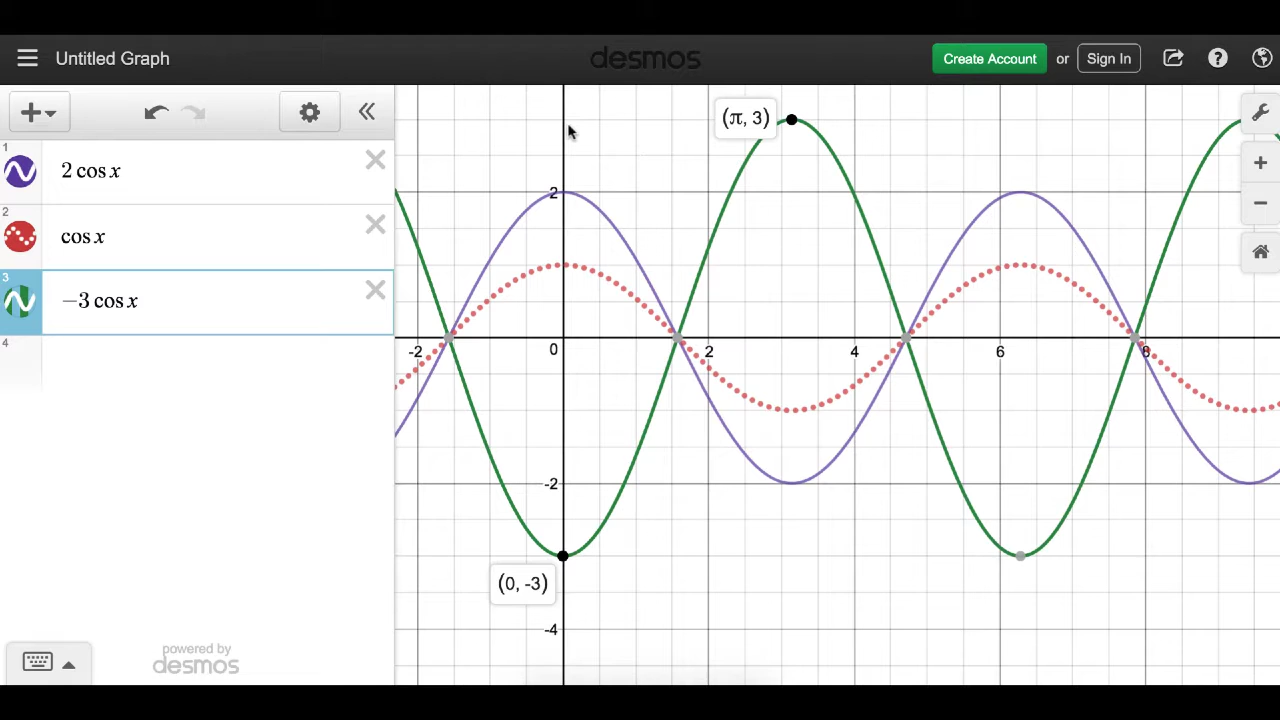 Untitled Graph
desmos
Create Account or Sign In
1
2 cos x
2
cos x
3
−3 cos x
4
powered by
desmos
(π, 3)
2
-2 0 2 4 6 8
-2
(0, -3)
-4